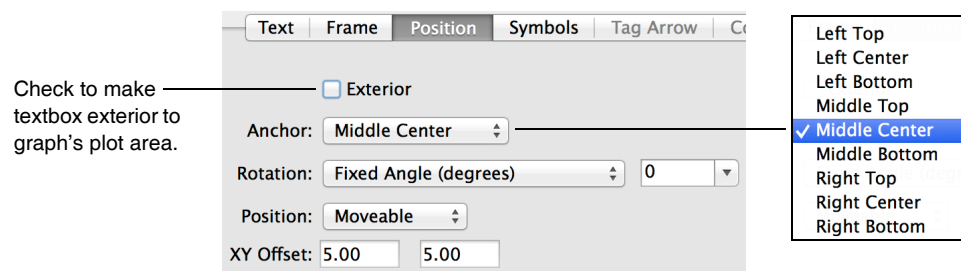 Text Frame Position Symbols Tag Arrow
Check to make
textbox exterior to
graph's plot area.
Exterior
Anchor: Middle Center
Rotation: Fixed Angle (degrees) 0
Position: Moveable
XY Offset: 5.00 5.00
Left Top
Left Center
Left Bottom
Middle Top
✓ Middle Center
Middle Bottom
Right Top
Right Center
Right Bottom